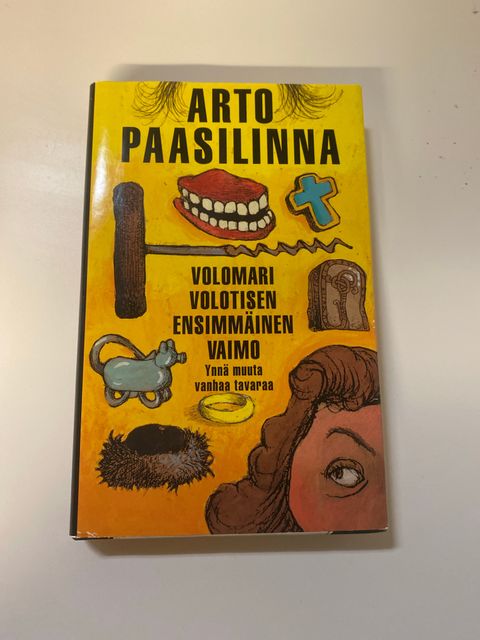 ARTO
PAASILINNA
VOLOMARI
VOLOTISEN
ENSIMMÄINEN
VAIMO
Ynnä muuta
vanhaa tavaraa